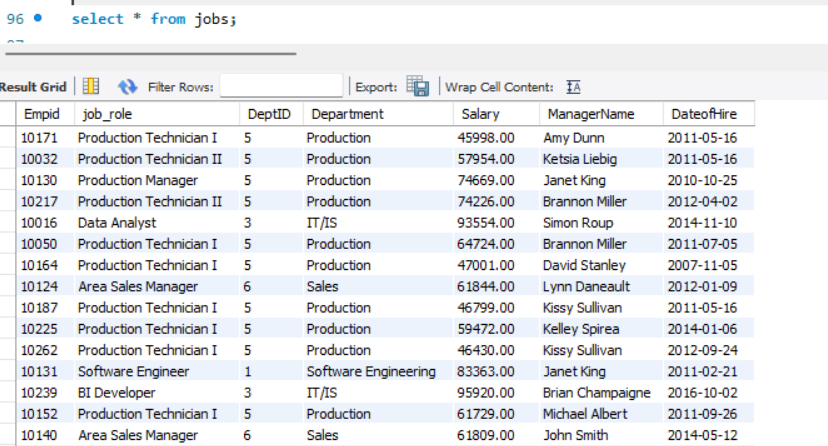 96 select * from jobs;
Result Grid Filter Rows: Export: Wrap Cell Content: IA
Empid job_role DeptID Department Salary ManagerName DateofHire
10171 Production Technician I 5 Production 45998.00 Amy Dunn 2011-05-16
10032 Production Technician II 5 Production 57954.00 Ketsia Liebig 2011-05-16
10130 Production Manager 5 Production 74669.00 Janet King 2010-10-25
10217 Production Technician II 5 Production 74226.00 Brannon Miller 2012-04-02
10016 Data Analyst 3 IT/IS 93554.00 Simon Roup 2014-11-10
10050 Production Technician I 5 Production 64724.00 Brannon Miller 2011-07-05
10164 Production Technician I 5 Production 47001.00 David Stanley 2007-11-05
10124 Area Sales Manager 6 Sales 61844.00 Lynn Daneault 2012-01-09
10187 Production Technician I 5 Production 46799.00 Kissy Sullivan 2011-05-16
10225 Production Technician I 5 Production 59472.00 Kelley Spirea 2014-01-06
10262 Production Technician I 5 Production 46430.00 Kissy Sullivan 2012-09-24
10131 Software Engineer 1 Software Engineering 83363.00 Janet King 2011-02-21
10239 BI Developer 3 IT/IS 95920.00 Brian Champaigne 2016-10-02
10152 Production Technician I 5 Production 61729.00 Michael Albert 2011-09-26
10140 Area Sales Manager 6 Sales 61809.00 John Smith 2014-05-12